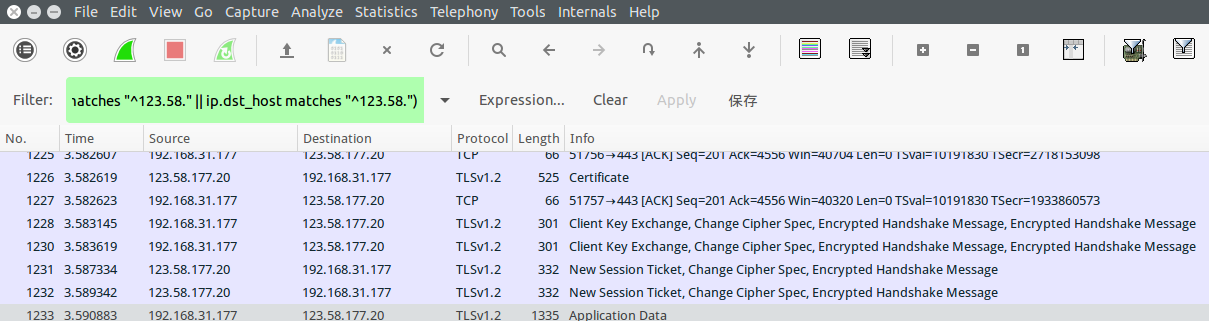 File Edit View Go Capture Analyze Statistics Telephony Tools Internals Help
1
Filter: matches "^123.58." || ip.dst_host matches "^123.58.") Expression... Clear Apply 保存
No. Time Source Destination Protocol Length Info
1225 3.582607 192.168.31.177 123.58.177.20 TCP 66 51756→443 [ACK] Seq=201 Ack=4556 Win=40704 Len=0 TSval=10191830 TSecr=2718153098
1226 3.582619 123.58.177.20 192.168.31.177 TLSv1.2 525 Certificate
1227 3.582623 192.168.31.177 123.58.177.20 TCP 66 51757→443 [ACK] Seq=201 Ack=4556 Win=40320 Len=0 TSval=10191830 TSecr=1933860573
1228 3.583145 192.168.31.177 123.58.177.20 TLSv1.2 301 Client Key Exchange, Change Cipher Spec, Encrypted Handshake Message, Encrypted Handshake Message
1230 3.583619 192.168.31.177 123.58.177.20 TLSv1.2 301 Client Key Exchange, Change Cipher Spec, Encrypted Handshake Message, Encrypted Handshake Message
1231 3.587334 123.58.177.20 192.168.31.177 TLSv1.2 332 New Session Ticket, Change Cipher Spec, Encrypted Handshake Message
1232 3.589342 123.58.177.20 192.168.31.177 TLSv1.2 332 New Session Ticket, Change Cipher Spec, Encrypted Handshake Message
1233 3.590883 192.168.31.177 123.58.177.20 TLSv1.2 1335 Application Data